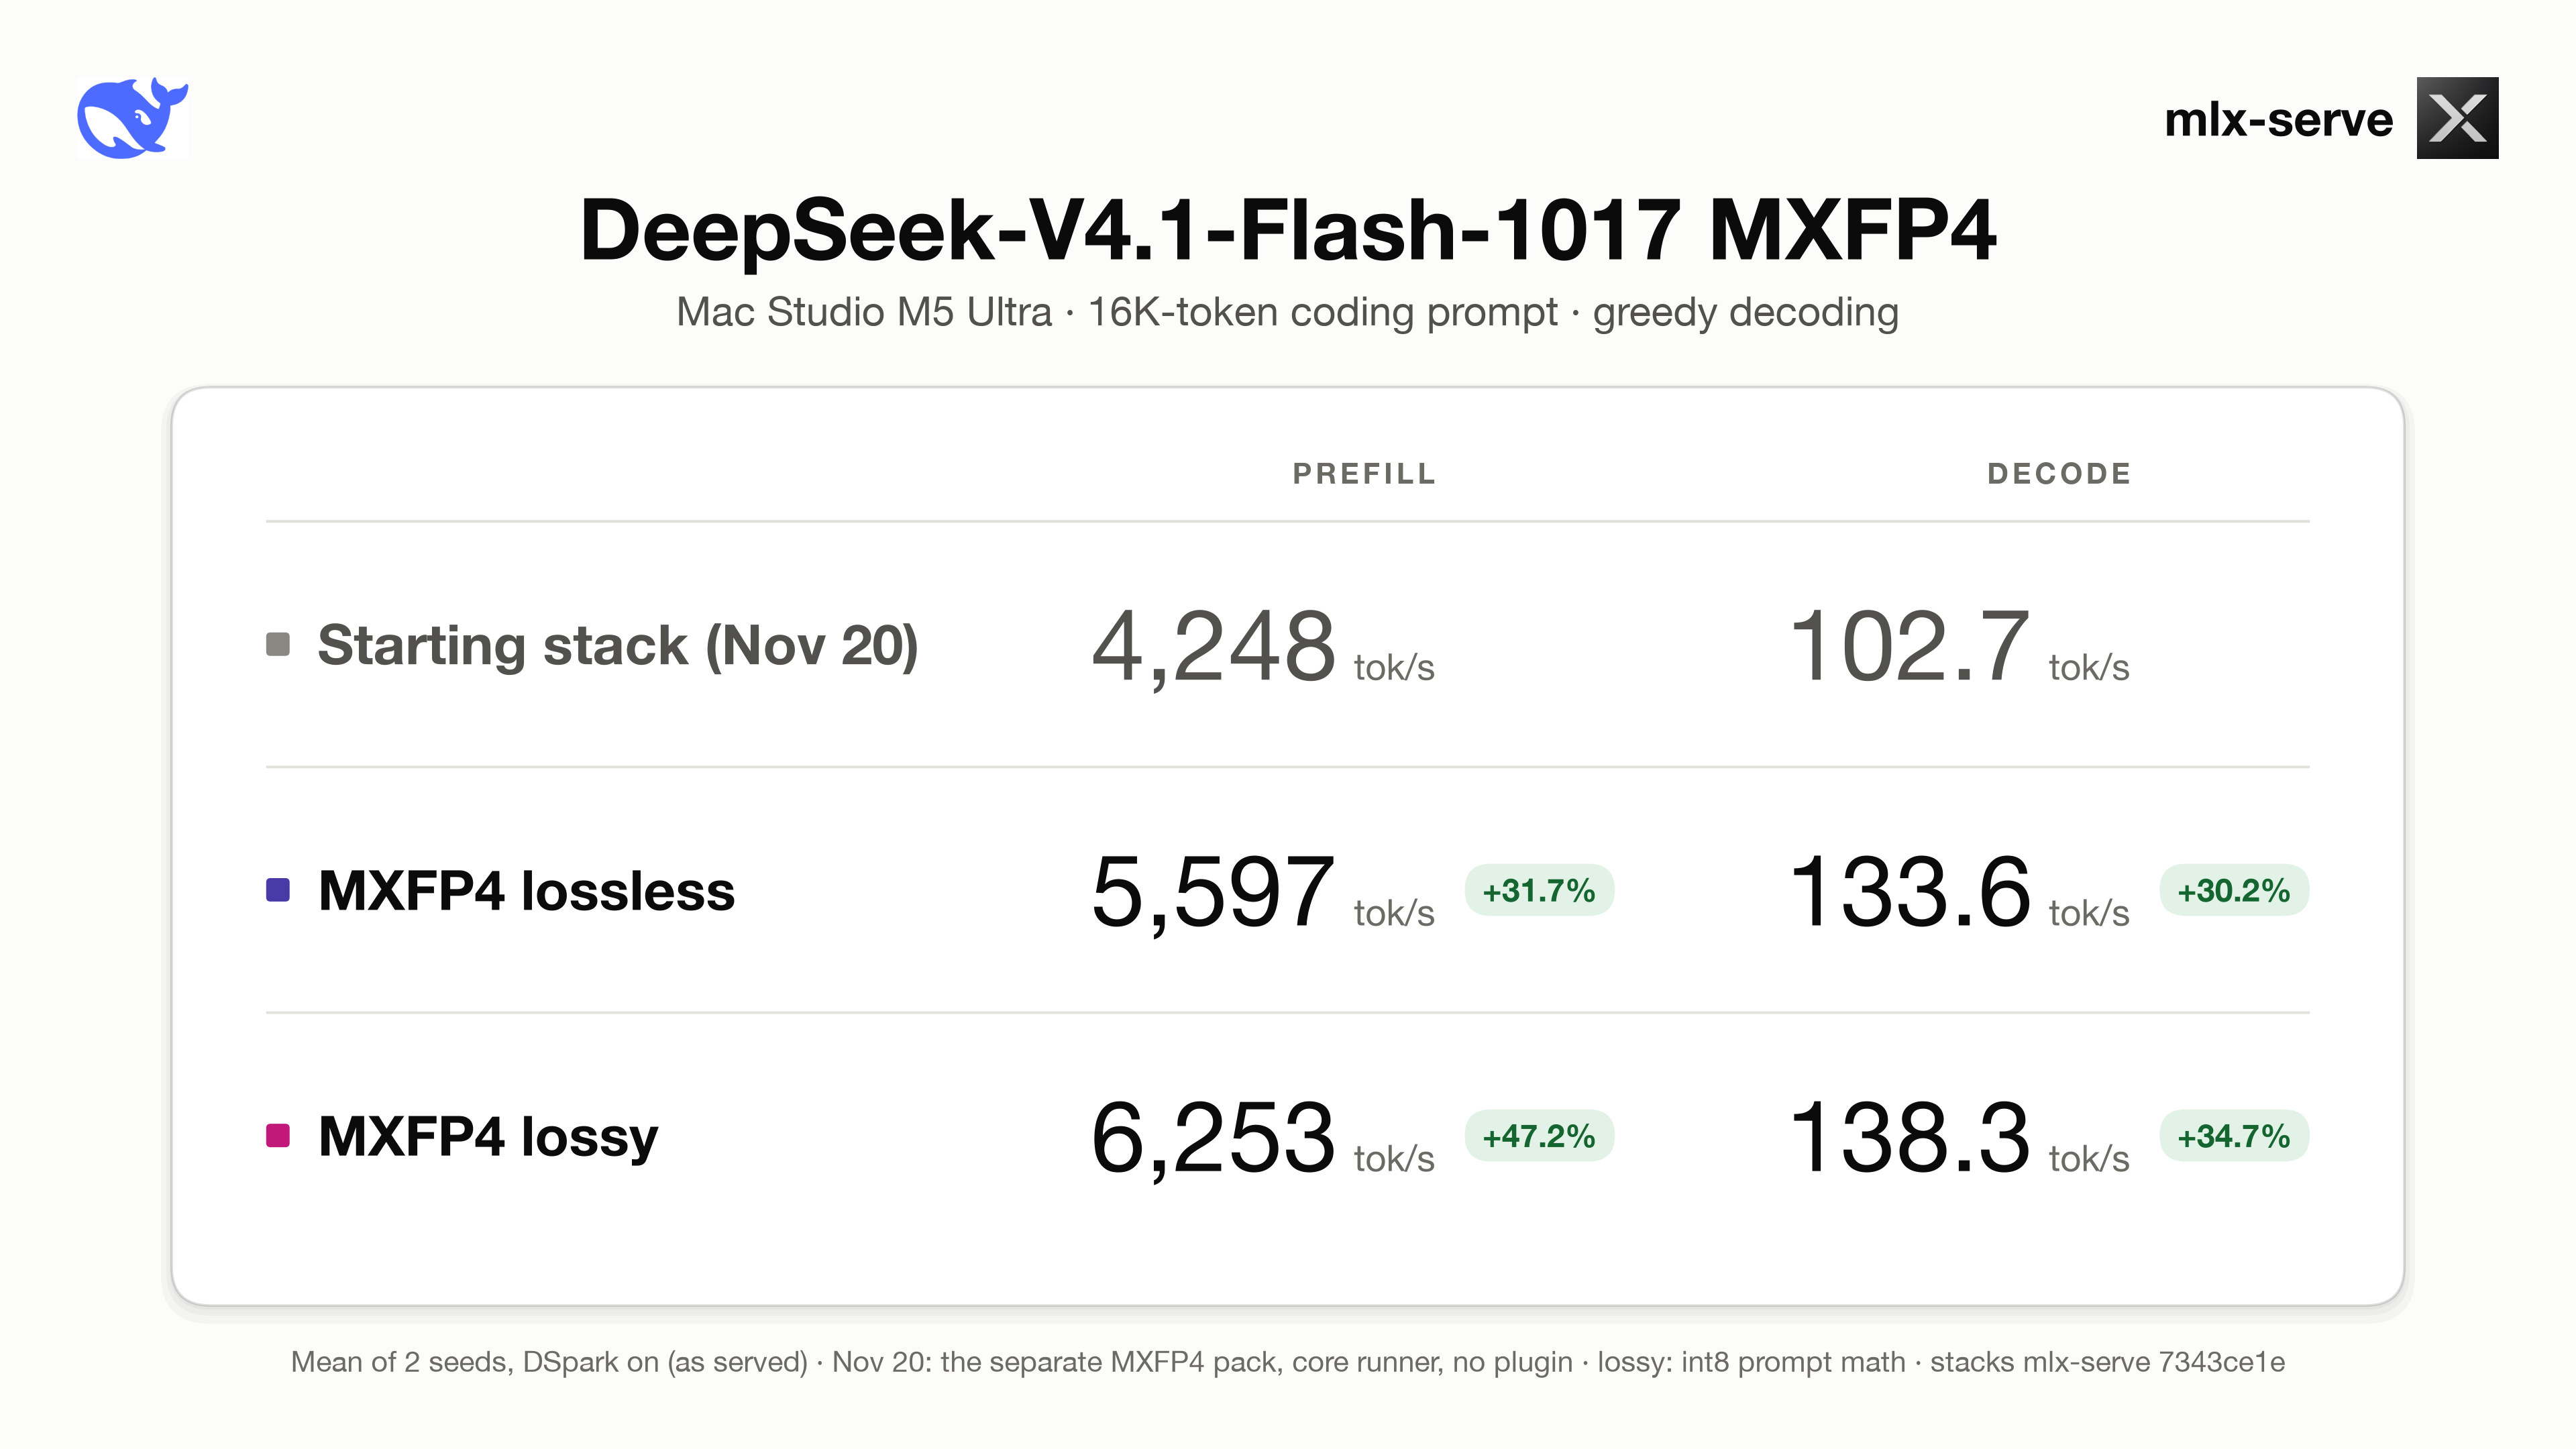 mlx-serve
DeepSeek-V4.1-Flash-1017 MXFP4
Mac Studio M5 Ultra · 16K-token coding prompt · greedy decoding
PREFILL DECODE
Starting stack (Nov 20) 4,248 tok/s 102.7 tok/s
MXFP4 lossless 5,597 tok/s +31.7% 133.6 tok/s +30.2%
MXFP4 lossy 6,253 tok/s +47.2% 138.3 tok/s +34.7%
Mean of 2 seeds, DSpark on (as served) · Nov 20: the separate MXFP4 pack, core runner, no plugin · lossy: int8 prompt math · stacks mlx-serve 7343ce1e